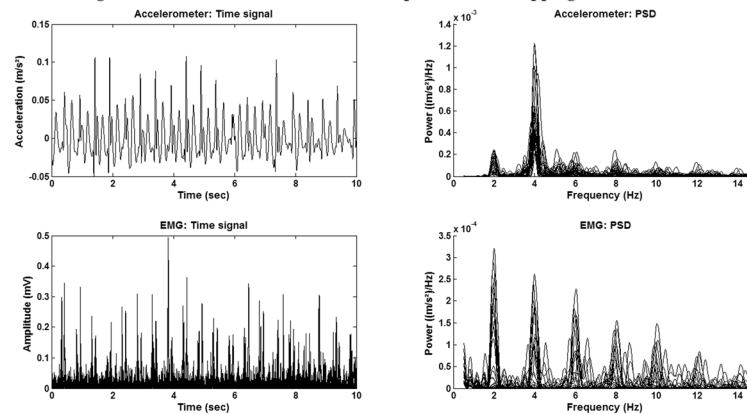 Accelerometer: Time signal
0.15
0.1
0.05
0
-0.05
Acceleration (m/s²)
0 2 4 6 8 10
Time (sec)
Accelerometer: PSD
x 10⁻³
1.4
1.2
1
0.8
0.6
0.4
0.2
0
Power ((m/s²)/Hz)
0 2 4 6 8 10 12 14
Frequency (Hz)
EMG: Time signal
0.5
0.4
0.3
0.2
0.1
0
Amplitude (mV)
0 2 4 6 8 10
Time (sec)
EMG: PSD
x 10⁻⁴
3.5
3
2.5
2
1.5
1
0.5
0
Power ((m/s²)/Hz)
0 2 4 6 8 10 12 14
Frequency (Hz)